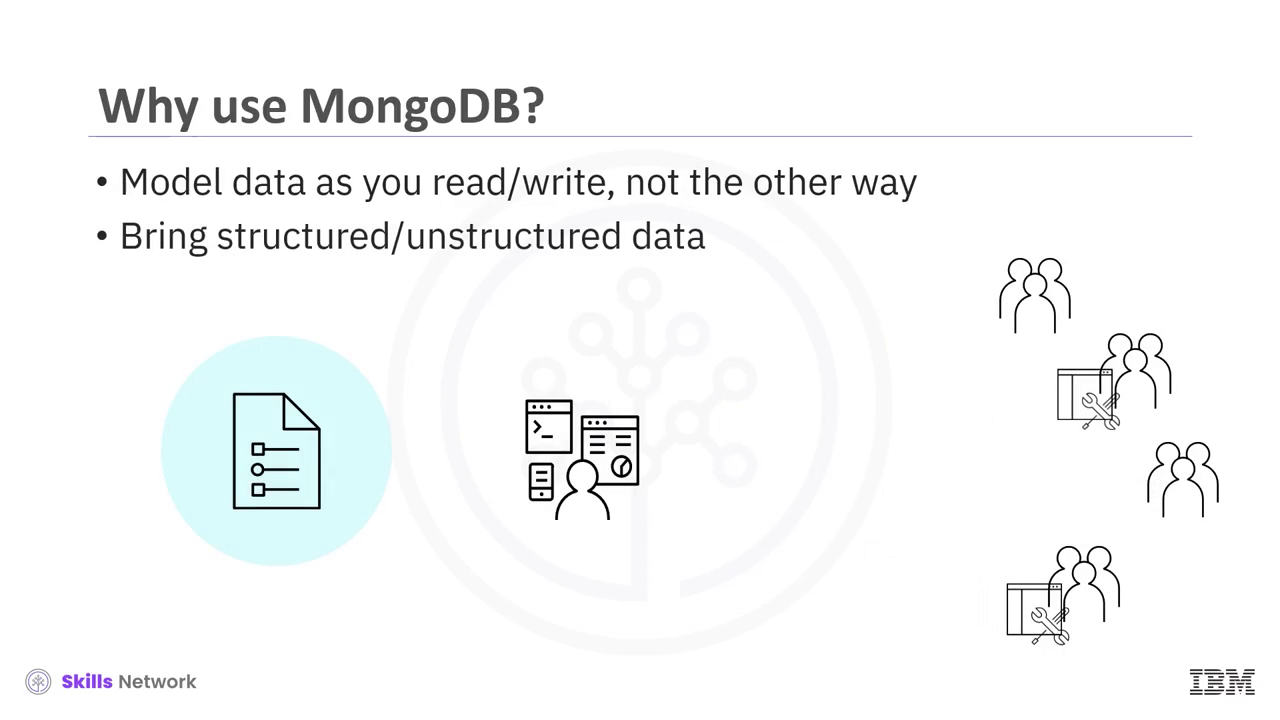 Why use MongoDB?
• Model data as you read/write, not the other way
• Bring structured/unstructured data
Skills Network
IBM